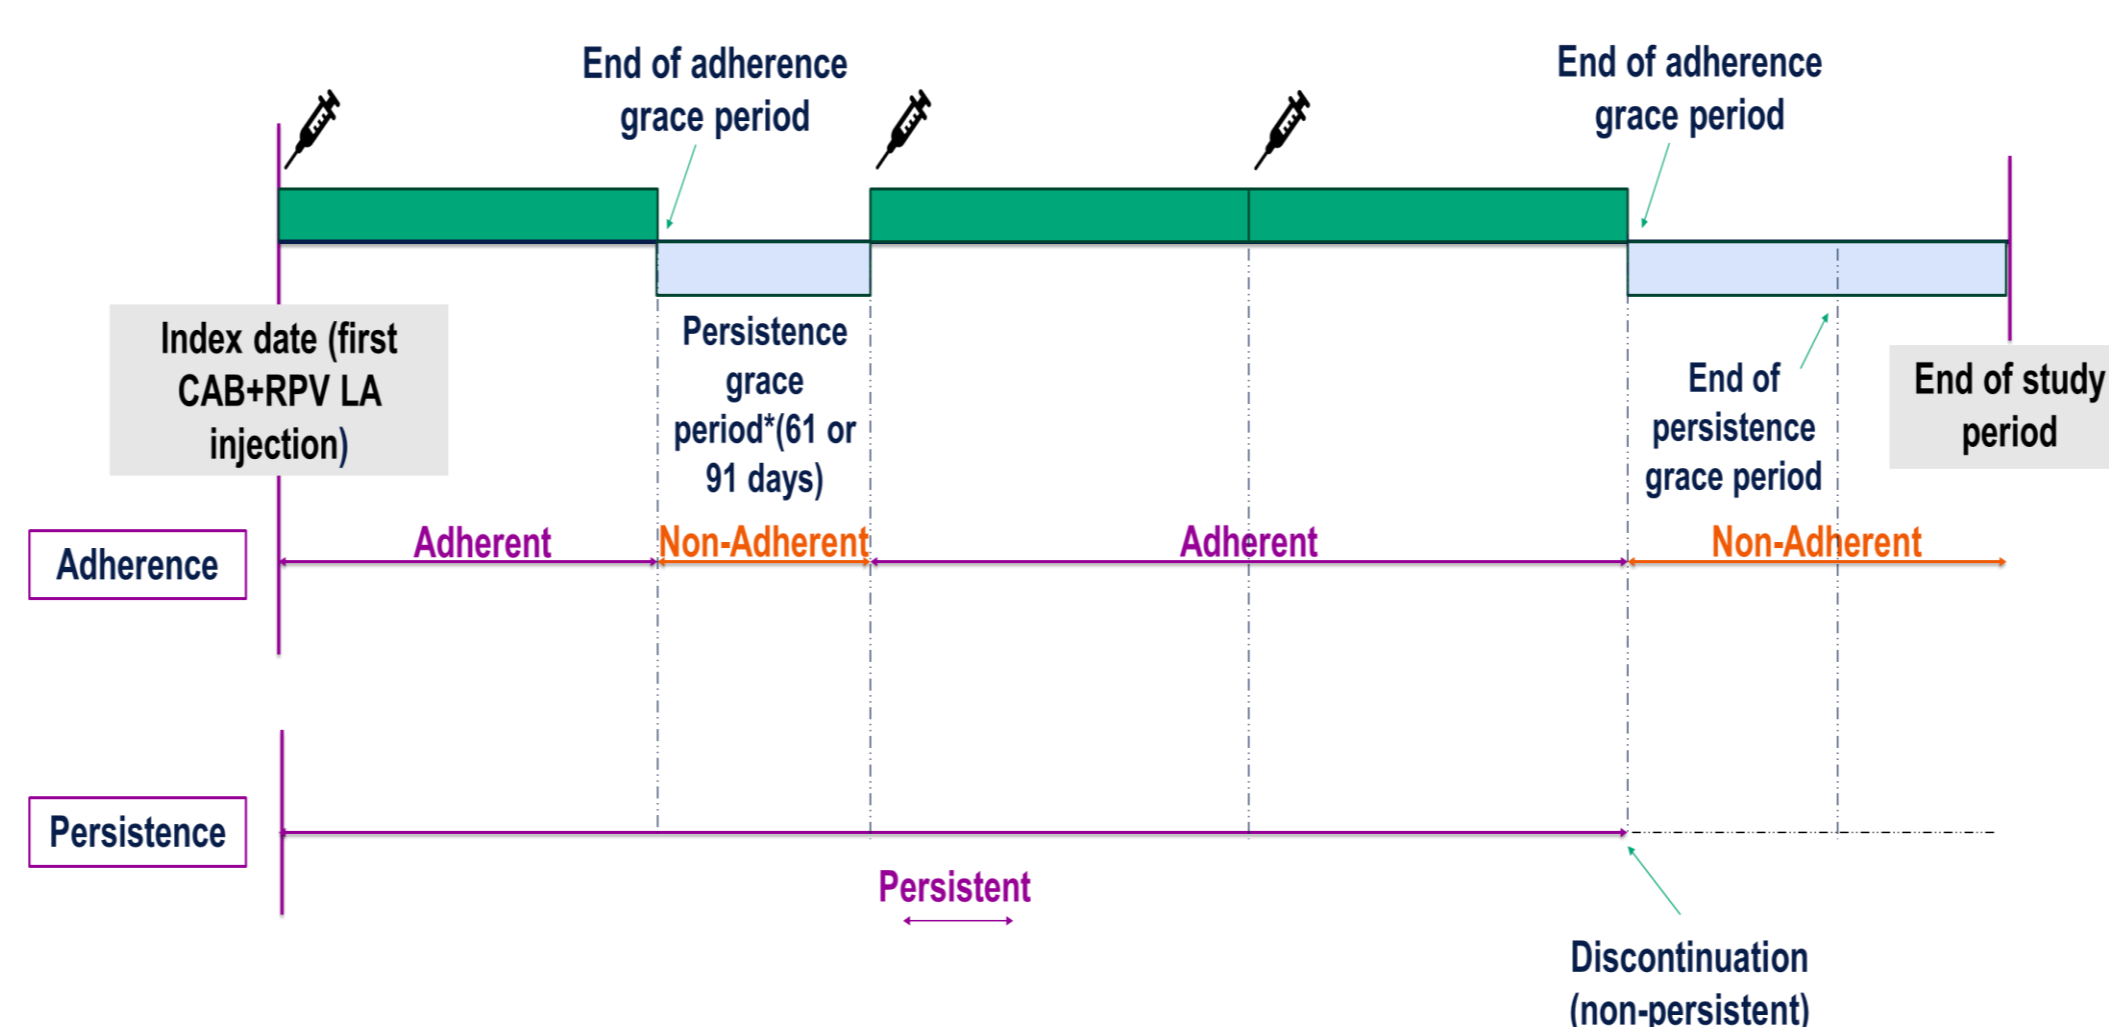 End of adherence
grace period
End of adherence
grace period
Index date (first
CAB+RPV LA
injection)
Persistence
grace
period*(61 or
91 days)
End of
persistence
grace period
End of study
period
Adherence
Adherent
Non-Adherent
Adherent
Non-Adherent
Persistence
Persistent
Discontinuation
(non-persistent)